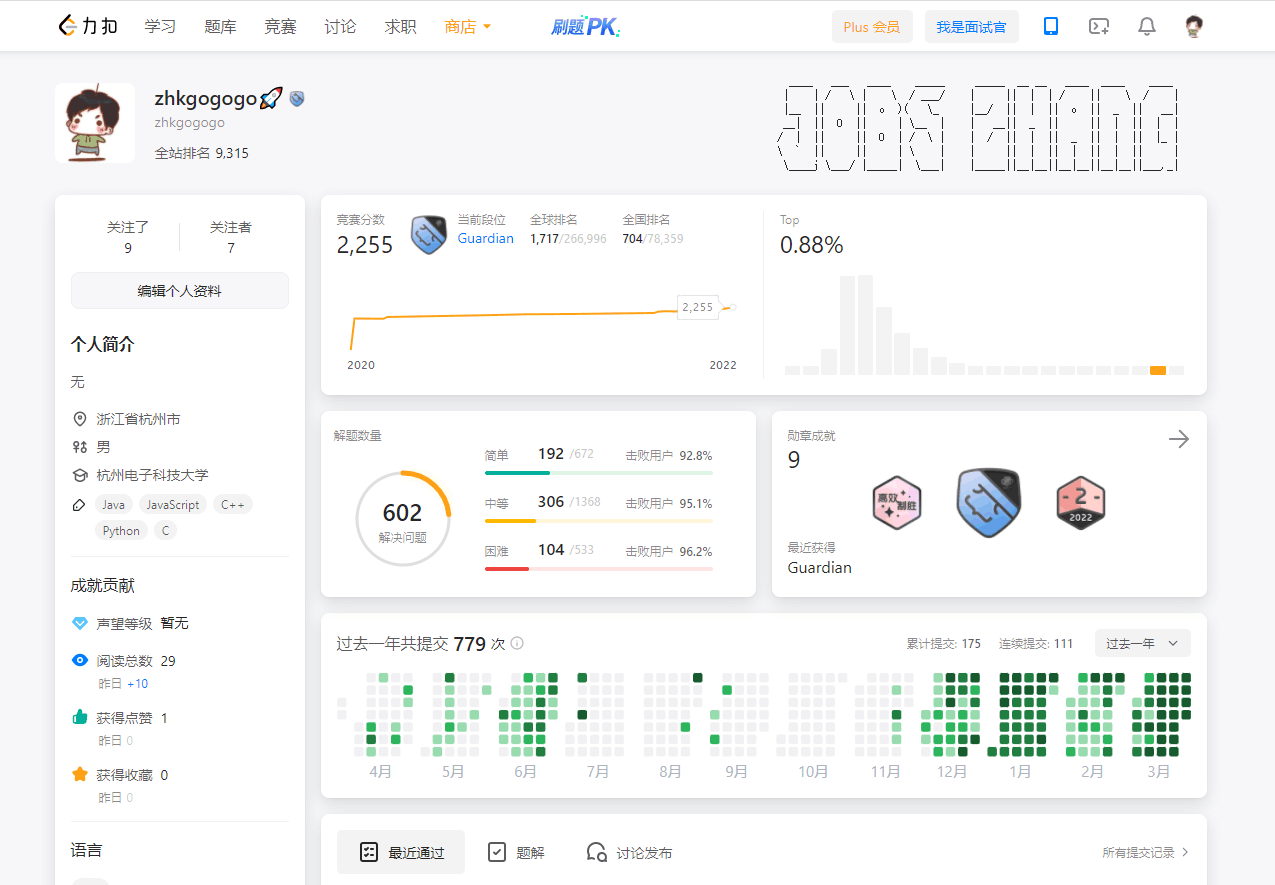 力扣 学习 题库 竞赛 讨论 求职 商店 刷题PK Plus 会员 我是面试官
zhkgogogo🚀
zhkgogogo
全站排名 9,315
JOBS ZHANG
关注了 关注者
9 7
编辑个人资料
个人简介
无
浙江省杭州市
男
杭州电子科技大学
Java JavaScript C++
Python C
成就贡献
声望等级 暂无
阅读总数 29
昨日 +10
获得点赞 1
昨日 0
获得收藏 0
昨日 0
语言
竞赛分数 当前段位 全球排名 全国排名
2,255 Guardian 1,717/266,996 704/78,359
2,255
2020 2022
Top
0.88%
解题数量
602
解决问题
简单 192 /672 击败用户 92.8%
中等 306 /1368 击败用户 95.1%
困难 104 /533 击败用户 96.2%
勋章成就
9
高效
制胜
2
2022
最近获得
Guardian
过去一年共提交 779 次 累计提交: 175 连续提交: 111 过去一年
4月 5月 6月 7月 8月 9月 10月 11月 12月 1月 2月 3月
最近通过 题解 讨论发布 所有提交记录